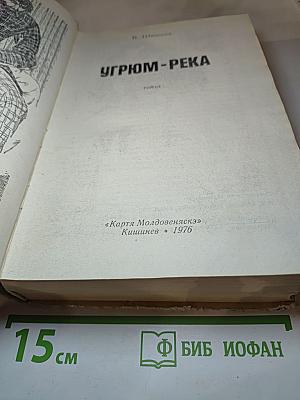 В. Шишков
УГРЮМ-РЕКА
роман
«Картя Молдовеняскэ»
Кишинев • 1976
15 см
Ф БИБ ИОФАН